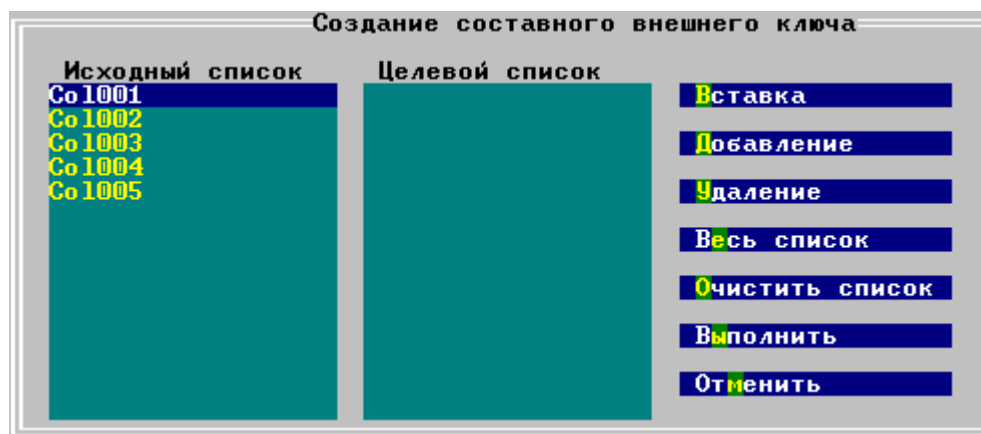 Создание составного внешнего ключа
Исходный список
Целевой список
Col001
Col002
Col003
Col004
Col005
Вставка
Добавление
Удаление
Весь список
Очистить список
Выполнить
Отменить